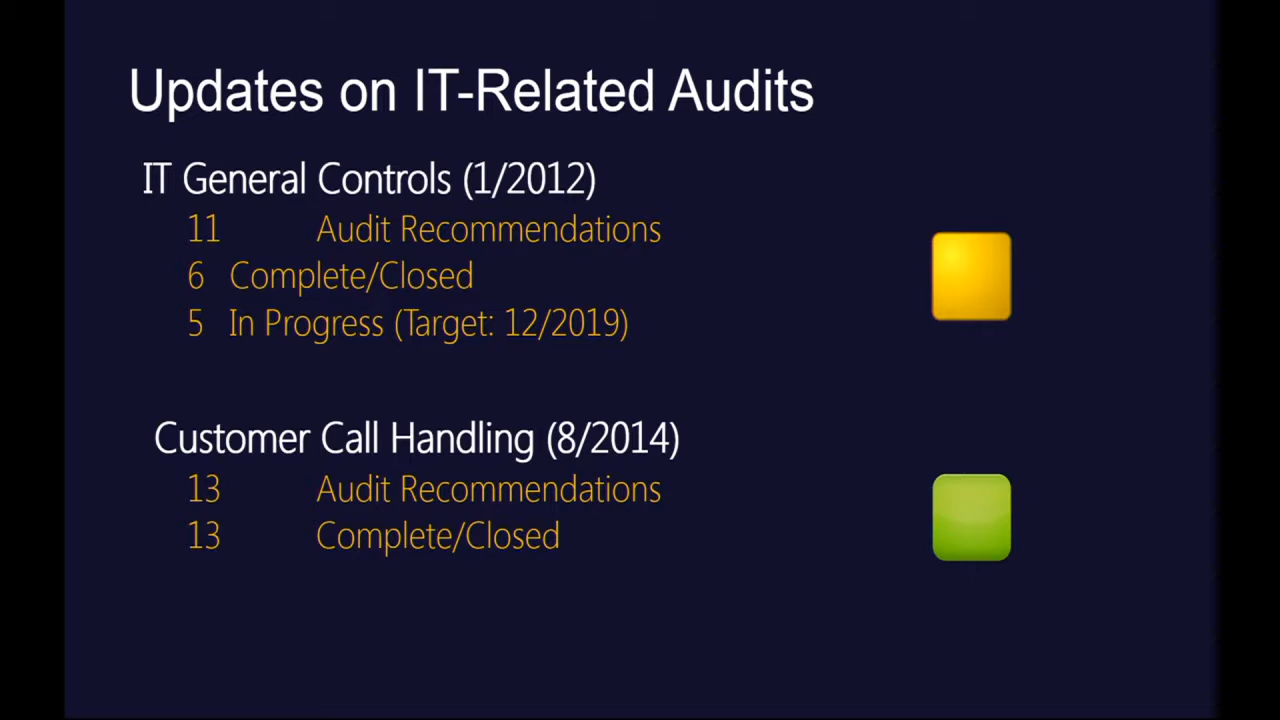 Updates on IT-Related Audits
IT General Controls (1/2012)
11 Audit Recommendations
6 Complete/Closed
5 In Progress (Target: 12/2019)
Customer Call Handling (8/2014)
13 Audit Recommendations
13 Complete/Closed